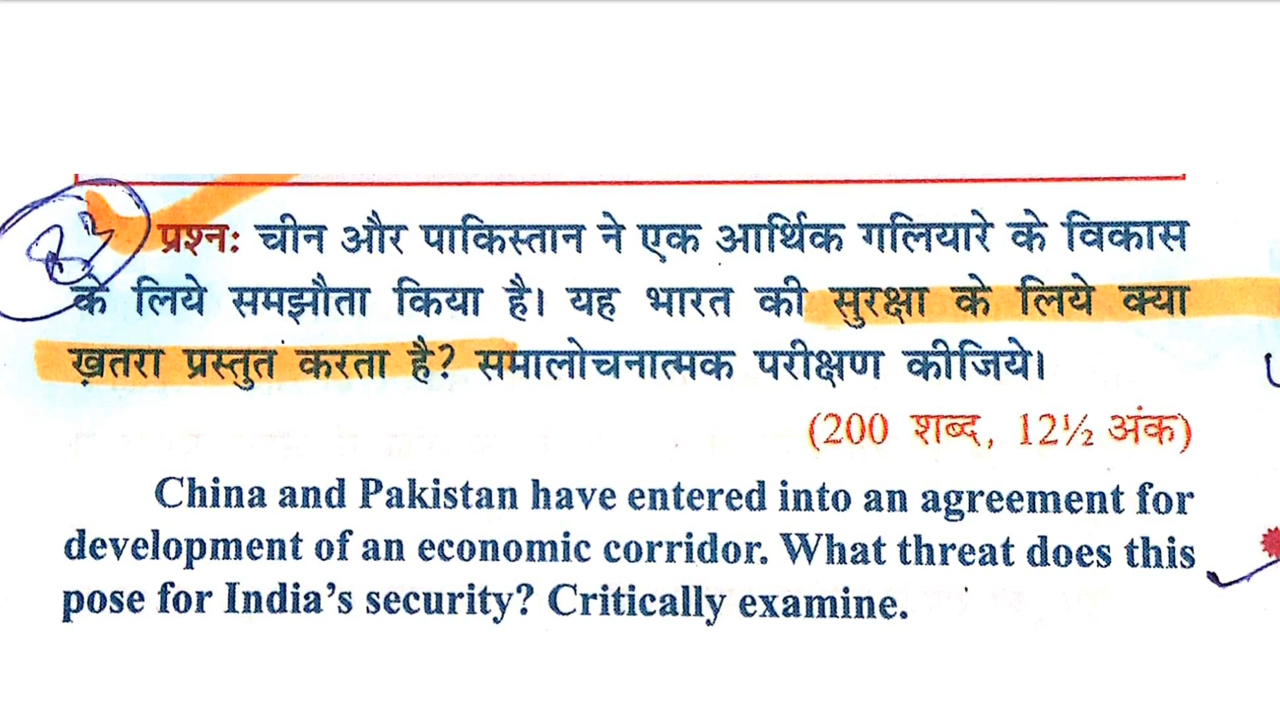 प्रश्न: चीन और पाकिस्तान ने एक आर्थिक गलियारे के विकास
के लिये समझौता किया है। यह भारत की सुरक्षा के लिये क्या
ख़तरा प्रस्तुत करता है? समालोचनात्मक परीक्षण कीजिये।
(200 शब्द, 12½ अंक)
China and Pakistan have entered into an agreement for
development of an economic corridor. What threat does this
pose for India's security? Critically examine.